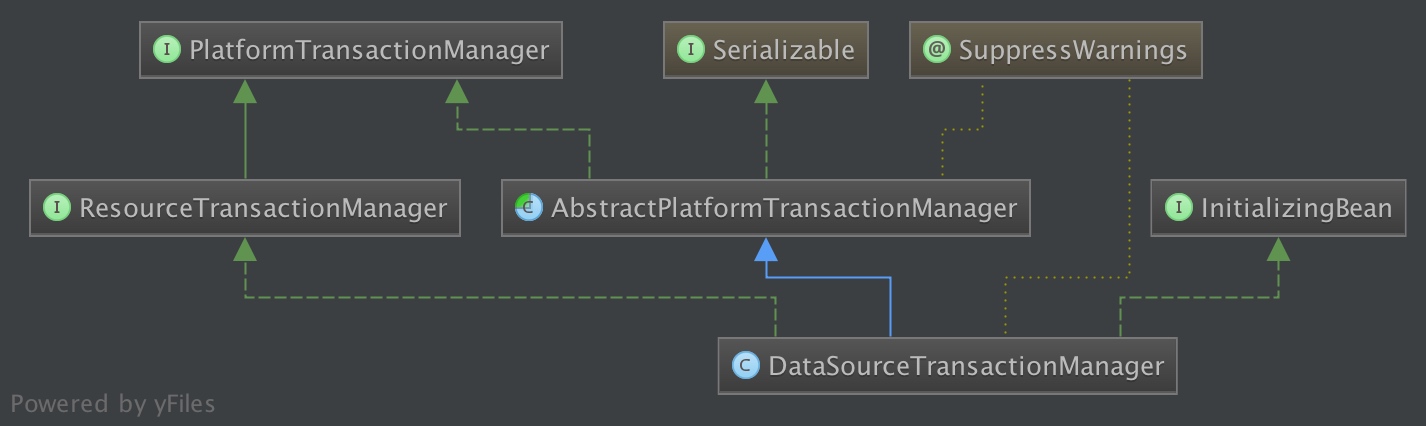 I PlatformTransactionManager
I Serializable
@ SuppressWarnings
I ResourceTransactionManager
C AbstractPlatformTransactionManager
I InitializingBean
C DataSourceTransactionManager
Powered by yFiles